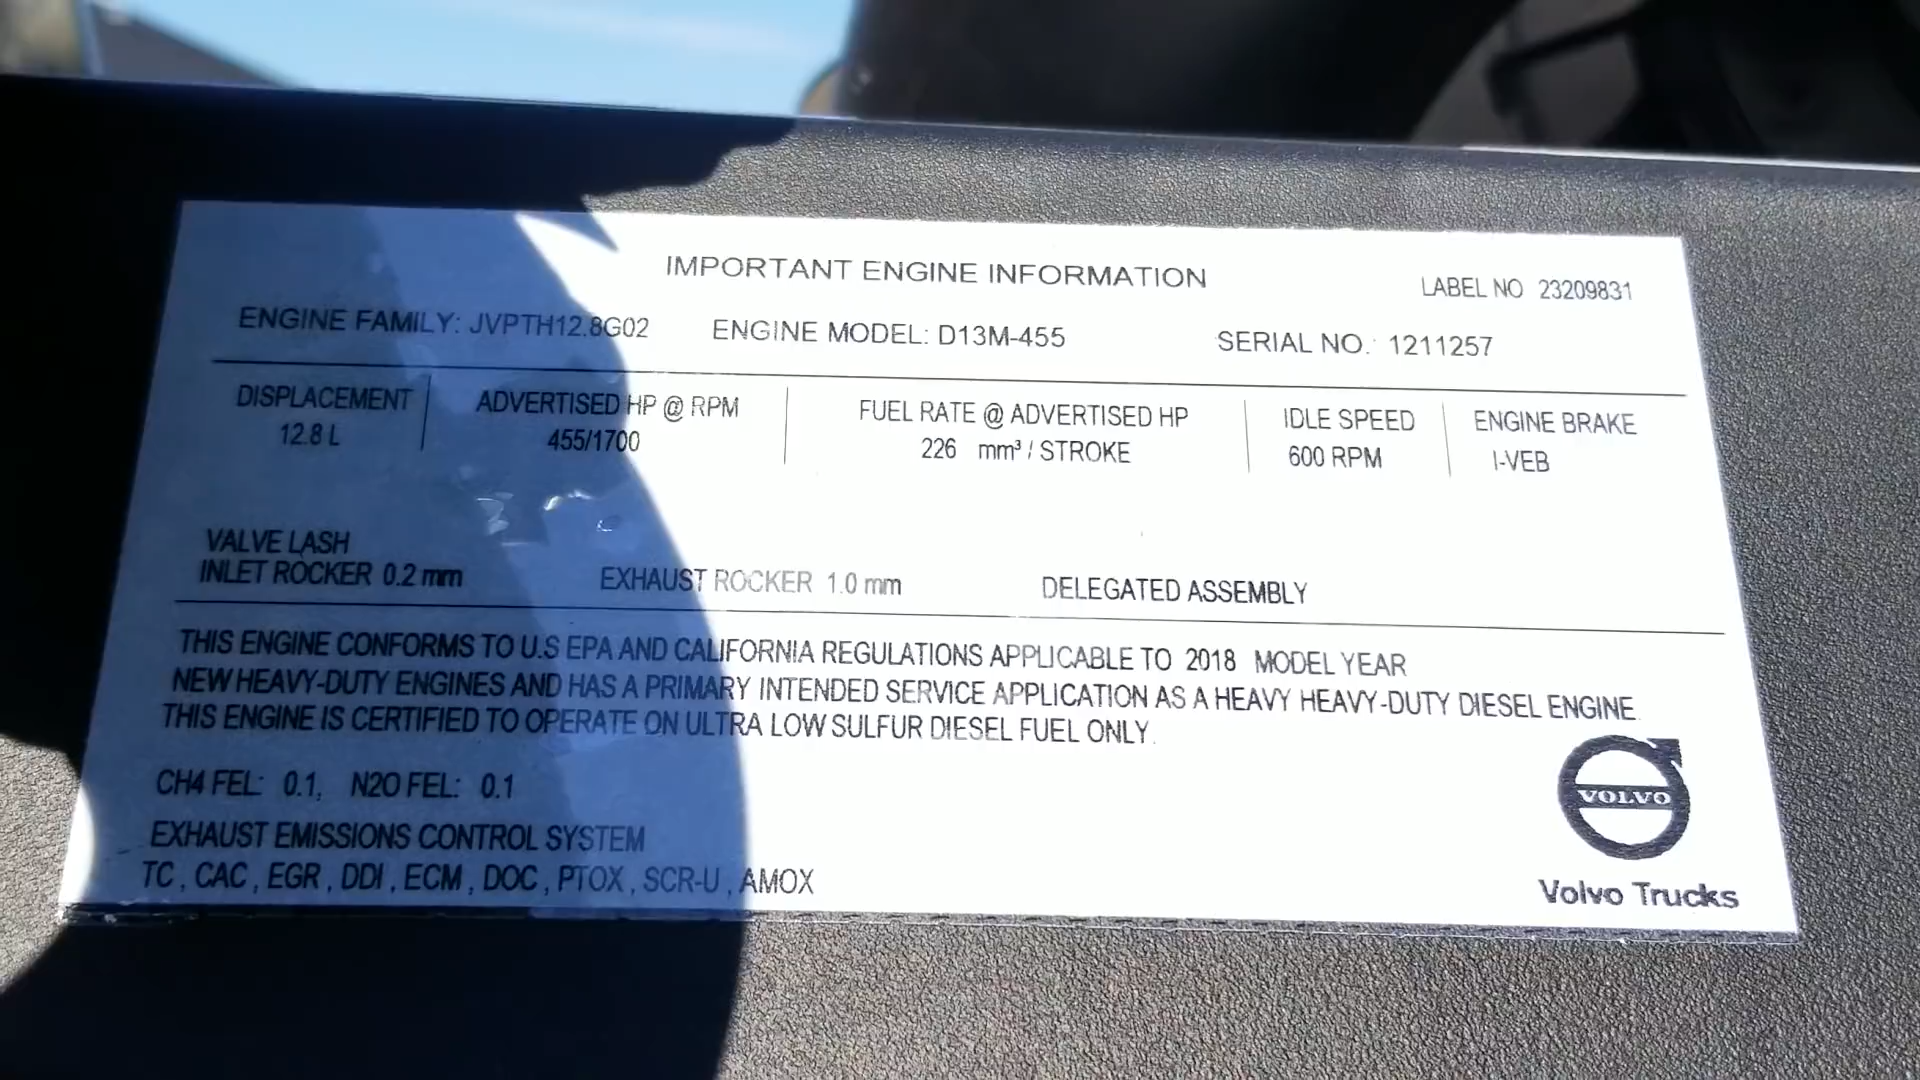 IMPORTANT ENGINE INFORMATION
LABEL NO 23209831
ENGINE FAMILY: JVPTH12.8G02 ENGINE MODEL: D13M-455 SERIAL NO. 1211257
DISPLACEMENT ADVERTISED HP @ RPM FUEL RATE @ ADVERTISED HP IDLE SPEED ENGINE BRAKE
12.8 L 455/1700 226 mm³ / STROKE 600 RPM I-VEB
VALVE LASH
INLET ROCKER 0.2 mm EXHAUST ROCKER 1.0 mm DELEGATED ASSEMBLY
THIS ENGINE CONFORMS TO U.S EPA AND CALIFORNIA REGULATIONS APPLICABLE TO 2018 MODEL YEAR
NEW HEAVY-DUTY ENGINES AND HAS A PRIMARY INTENDED SERVICE APPLICATION AS A HEAVY HEAVY-DUTY DIESEL ENGINE.
THIS ENGINE IS CERTIFIED TO OPERATE ON ULTRA LOW SULFUR DIESEL FUEL ONLY.
CH4 FEL: 0.1, N2O FEL: 0.1
EXHAUST EMISSIONS CONTROL SYSTEM
TC , CAC , EGR , DDI , ECM , DOC , PTOX , SCR-U , AMOX
VOLVO
Volvo Trucks